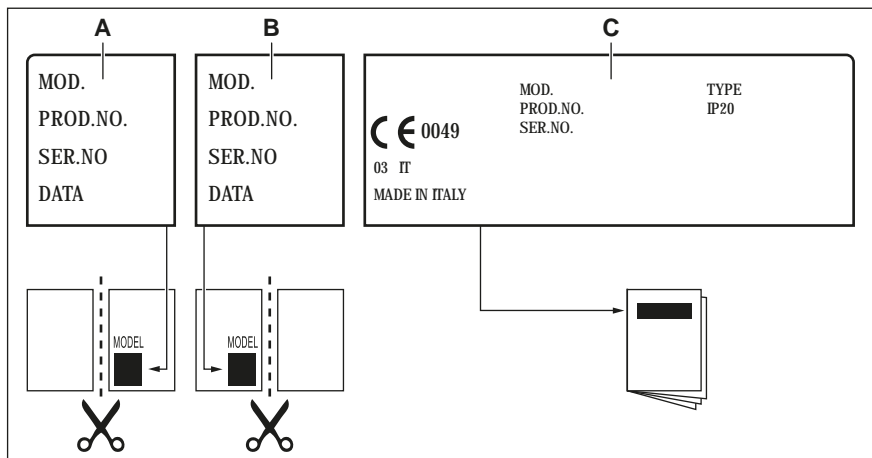 A
B
C
MOD.
PROD.NO.
SER.NO
DATA
MOD.
PROD.NO.
SER.NO
DATA
MOD.
PROD.NO.
SER.NO.
TYPE
IP20
CE 0049
03 IT
MADE IN ITALY
MODEL
MODEL